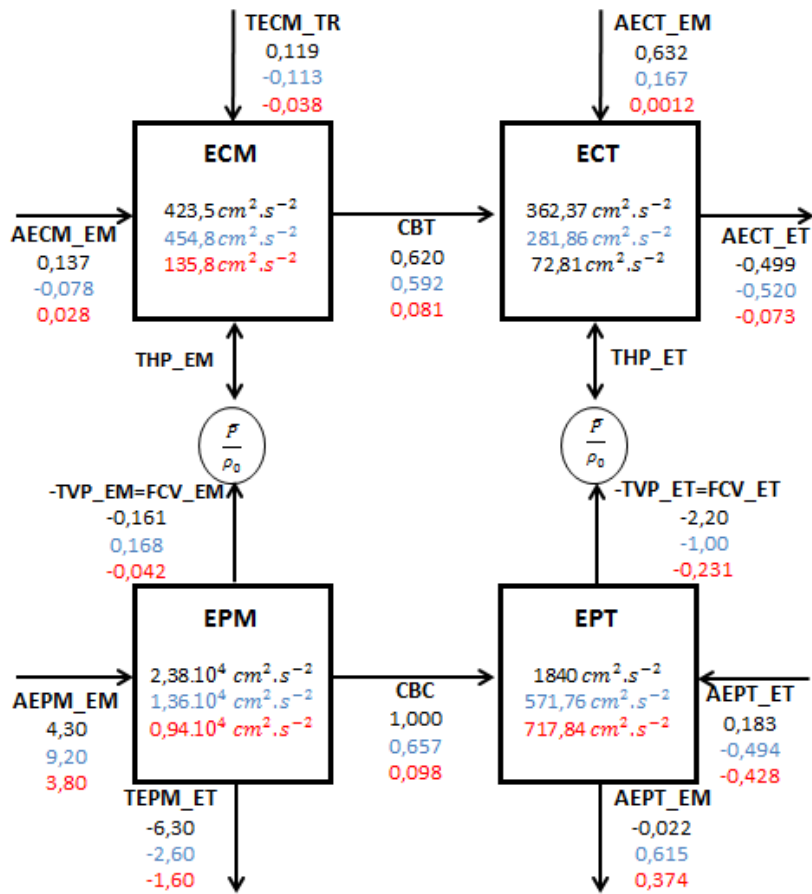 TECM_TR
0,119
-0,113
-0,038
AECT_EM
0,632
0,167
0,0012
ECM
423,5 cm².s⁻²
454,8 cm².s⁻²
135,8 cm².s⁻²
ECT
362,37 cm².s⁻²
281,86 cm².s⁻²
72,81 cm².s⁻²
AECM_EM
0,137
-0,078
0,028
CBT
0,620
0,592
0,081
AECT_ET
-0,499
-0,520
-0,073
THP_EM
THP_ET
P̃
ρ₀
P̃
ρ₀
-TVP_EM=FCV_EM
-0,161
0,168
-0,042
-TVP_ET=FCV_ET
-2,20
-1,00
-0,231
EPM
2,38.10⁴ cm².s⁻²
1,36.10⁴ cm².s⁻²
0,94.10⁴ cm².s⁻²
EPT
1840 cm².s⁻²
571,76 cm².s⁻²
717,84 cm².s⁻²
AEPM_EM
4,30
9,20
3,80
CBC
1,000
0,657
0,098
AEPT_ET
0,183
-0,494
-0,428
TEPM_ET
-6,30
-2,60
-1,60
AEPT_EM
-0,022
0,615
0,374